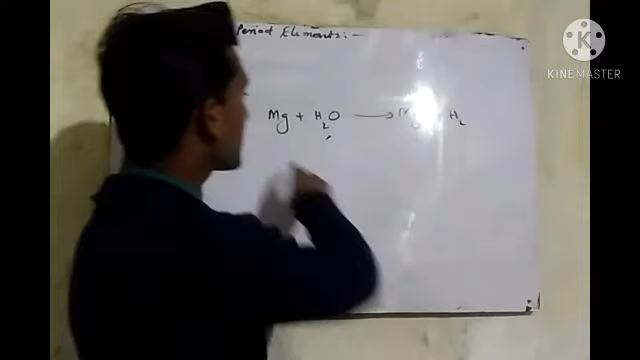 Period Elements:-
Mg + H2O → M H2
KINEMASTER